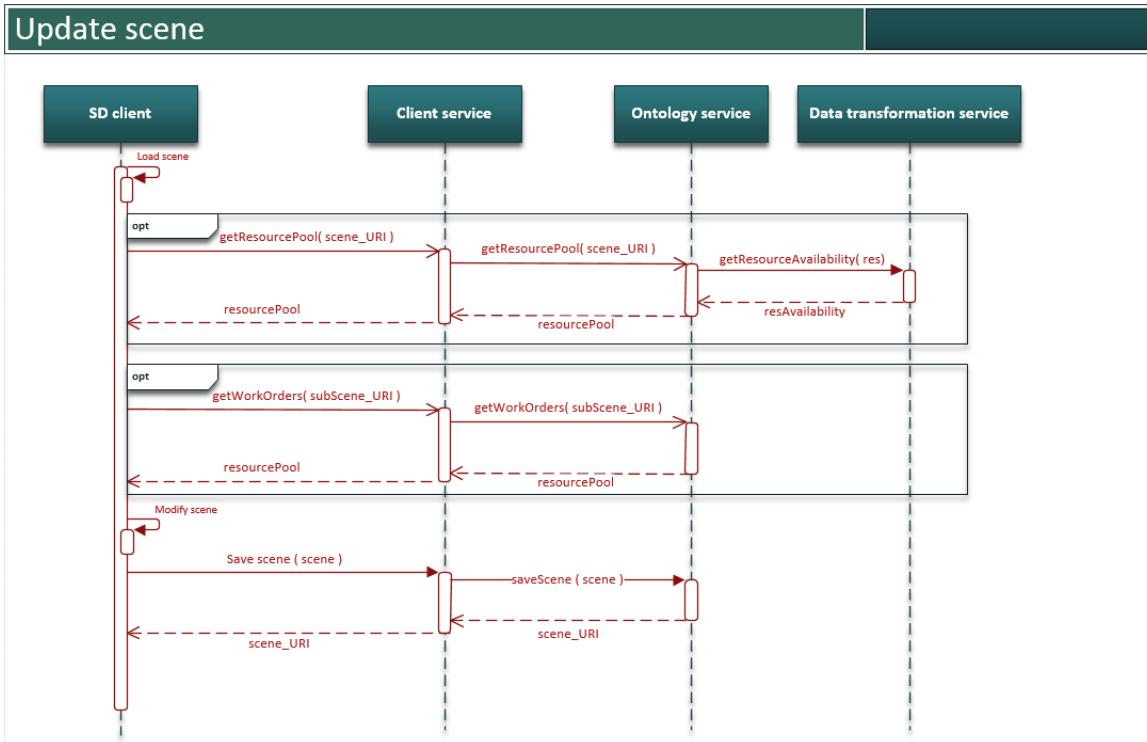 Update scene
SD client
Client service
Ontology service
Data transformation service
Load scene
opt
getResourcePool( scene_URI )
getResourcePool( scene_URI )
getResourceAvailability( res)
resourcePool
resourcePool
resAvailability
opt
getWorkOrders( subScene_URI )
getWorkOrders( subScene_URI )
resourcePool
resourcePool
Modify scene
Save scene ( scene )
saveScene ( scene )
scene_URI
scene_URI